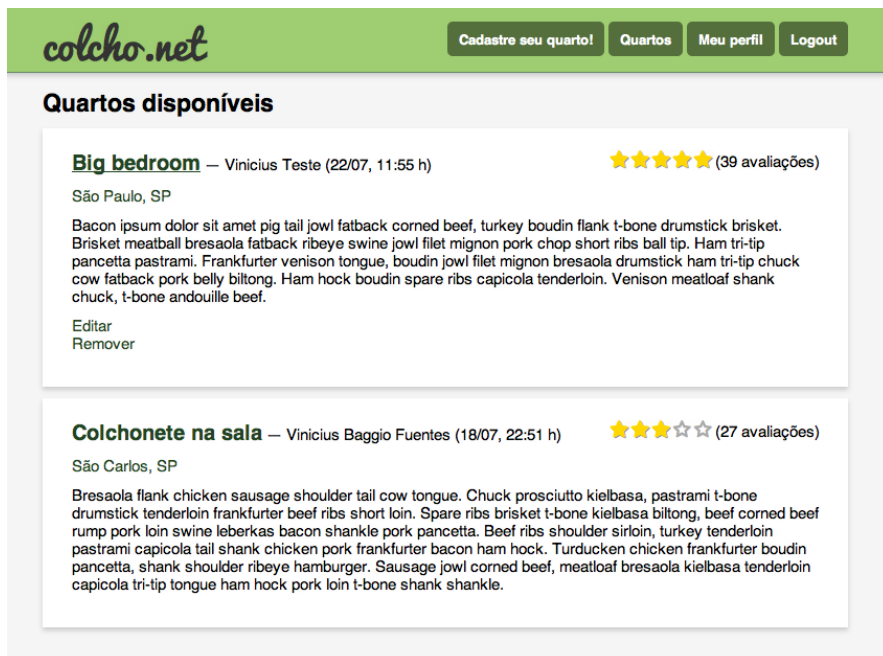 colcho.net
Cadastre seu quarto! Quartos Meu perfil Logout
Quartos disponíveis
Big bedroom — Vinicius Teste (22/07, 11:55 h) (39 avaliações)
São Paulo, SP
Bacon ipsum dolor sit amet pig tail jowl fatback corned beef, turkey boudin flank t-bone drumstick brisket.
Brisket meatball bresaola fatback ribeye swine jowl filet mignon pork chop short ribs ball tip. Ham tri-tip
pancetta pastrami. Frankfurter venison tongue, boudin jowl filet mignon bresaola drumstick ham tri-tip chuck
cow fatback pork belly biltong. Ham hock boudin spare ribs capicola tenderloin. Venison meatloaf shank
chuck, t-bone andouille beef.
Editar
Remover
Colchonete na sala — Vinicius Baggio Fuentes (18/07, 22:51 h) (27 avaliações)
São Carlos, SP
Bresaola flank chicken sausage shoulder tail cow tongue. Chuck prosciutto kielbasa, pastrami t-bone
drumstick tenderloin frankfurter beef ribs short loin. Spare ribs brisket t-bone kielbasa biltong, beef corned beef
rump pork loin swine leberkas bacon shankle pork pancetta. Beef ribs shoulder sirloin, turkey tenderloin
pastrami capicola tail shank chicken pork frankfurter bacon ham hock. Turducken chicken frankfurter boudin
pancetta, shank shoulder ribeye hamburger. Sausage jowl corned beef, meatloaf bresaola kielbasa tenderloin
capicola tri-tip tongue ham hock pork loin t-bone shank shankle.